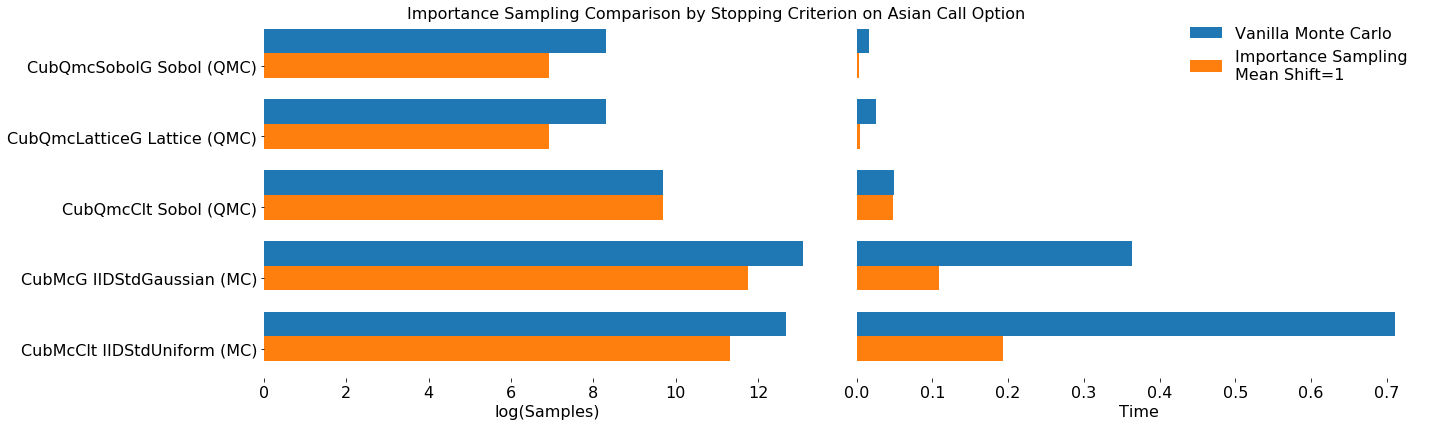 Importance Sampling Comparison by Stopping Criterion on Asian Call Option
Vanilla Monte Carlo
Importance Sampling
Mean Shift=1
CubQmcSobolG Sobol (QMC)
CubQmcLatticeG Lattice (QMC)
CubQmcClt Sobol (QMC)
CubMcG IIDStdGaussian (MC)
CubMcClt IIDStdUniform (MC)
0 2 4 6 8 10 12
log(Samples)
0.0 0.1 0.2 0.3 0.4 0.5 0.6 0.7
Time